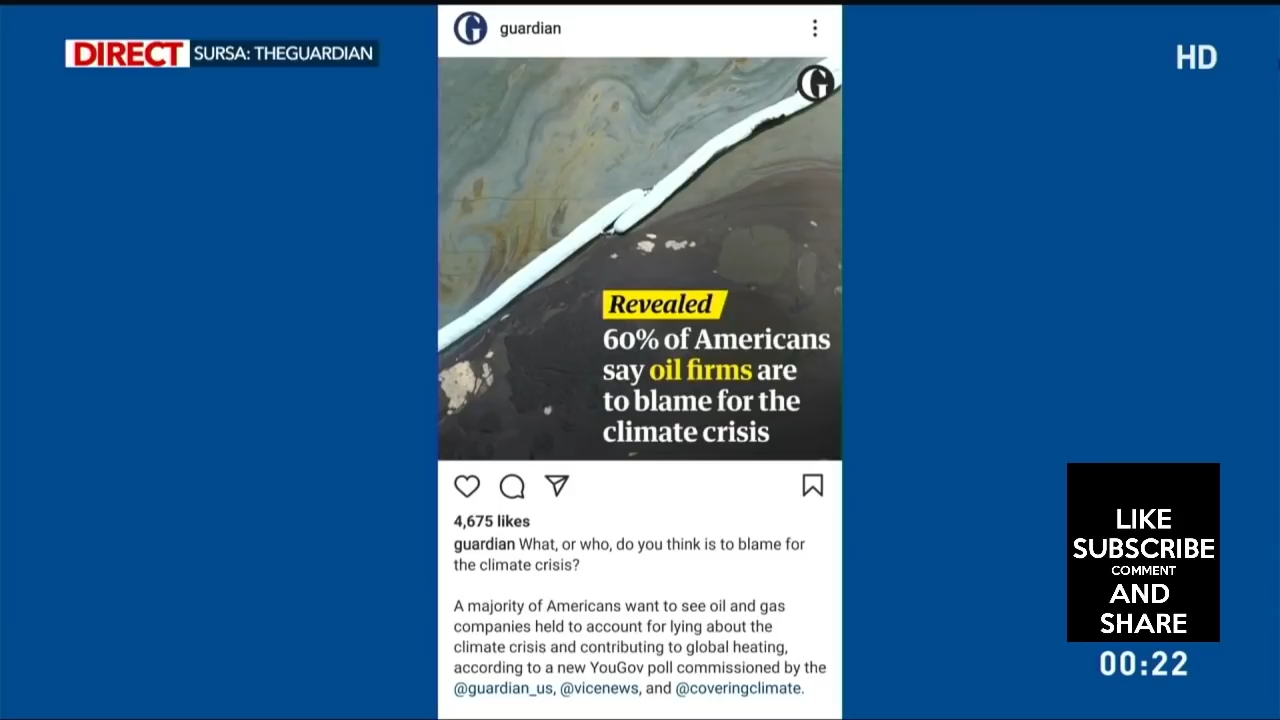 DIRECT SURSA: THEGUARDIAN
HD
G guardian
G
Revealed
60% of Americans
say oil firms are
to blame for the
climate crisis
4,675 likes
guardian What, or who, do you think is to blame for
the climate crisis?
A majority of Americans want to see oil and gas
companies held to account for lying about the
climate crisis and contributing to global heating,
according to a new YouGov poll commissioned by the
@guardian_us, @vicenews, and @coveringclimate.
LIKE
SUBSCRIBE
COMMENT
AND
SHARE
00:22